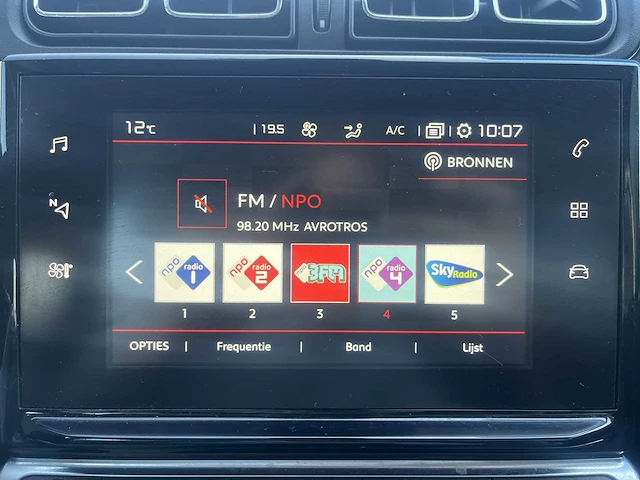 12°C | 19.5 A/C | | 10:07
BRONNEN
N
FM / NPO
98.20 MHz AVROTROS
npo radio 1
npo radio 2
npo 3FM
npo radio 4
Sky Radio
1 2 3 4 5
OPTIES | Frequentie | Band | Lijst